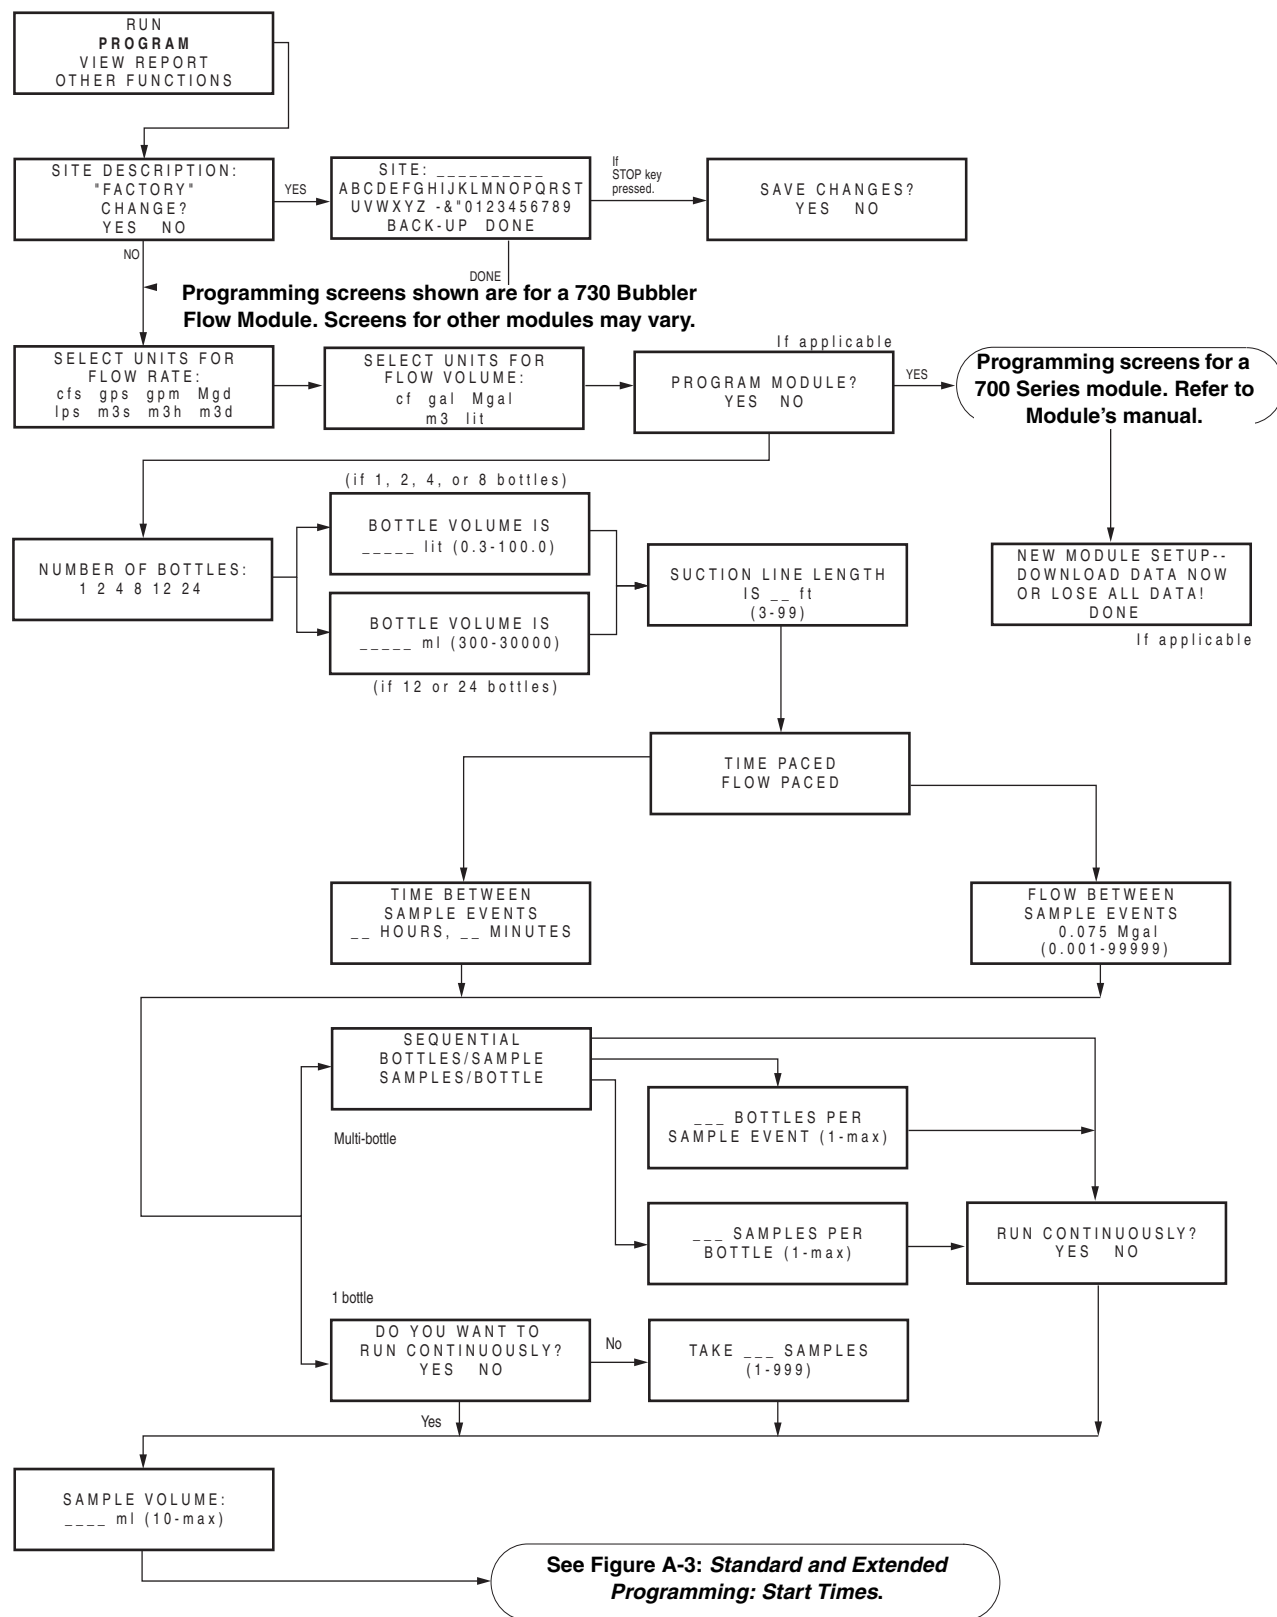 RUN
PROGRAM
VIEW REPORT
OTHER FUNCTIONS
SITE DESCRIPTION:
"FACTORY"
CHANGE?
YES NO
YES
SITE: __________
ABCDEFGHIJKLMNOPQRST
UVWXYZ -&"0123456789
BACK-UP DONE
If
STOP key
pressed.
SAVE CHANGES?
YES NO
NO
DONE
Programming screens shown are for a 730 Bubbler
Flow Module. Screens for other modules may vary.
SELECT UNITS FOR
FLOW RATE:
cfs gps gpm Mgd
lps m3s m3h m3d
SELECT UNITS FOR
FLOW VOLUME:
cf gal Mgal
m3 lit
If applicable
PROGRAM MODULE?
YES NO
YES
Programming screens for a
700 Series module. Refer to
Module's manual.
NEW MODULE SETUP--
DOWNLOAD DATA NOW
OR LOSE ALL DATA!
DONE
If applicable
NUMBER OF BOTTLES:
1 2 4 8 12 24
(if 1, 2, 4, or 8 bottles)
BOTTLE VOLUME IS
_____ lit (0.3-100.0)
BOTTLE VOLUME IS
_____ ml (300-30000)
(if 12 or 24 bottles)
SUCTION LINE LENGTH
IS __ ft
(3-99)
TIME PACED
FLOW PACED
TIME BETWEEN
SAMPLE EVENTS
__ HOURS, __ MINUTES
FLOW BETWEEN
SAMPLE EVENTS
0.075 Mgal
(0.001-99999)
SEQUENTIAL
BOTTLES/SAMPLE
SAMPLES/BOTTLE
Multi-bottle
___ BOTTLES PER
SAMPLE EVENT (1-max)
___ SAMPLES PER
BOTTLE (1-max)
RUN CONTINUOUSLY?
YES NO
1 bottle
DO YOU WANT TO
RUN CONTINUOUSLY?
YES NO
No
TAKE ___ SAMPLES
(1-999)
Yes
SAMPLE VOLUME:
____ ml (10-max)
See Figure A-3: Standard and Extended
Programming: Start Times.